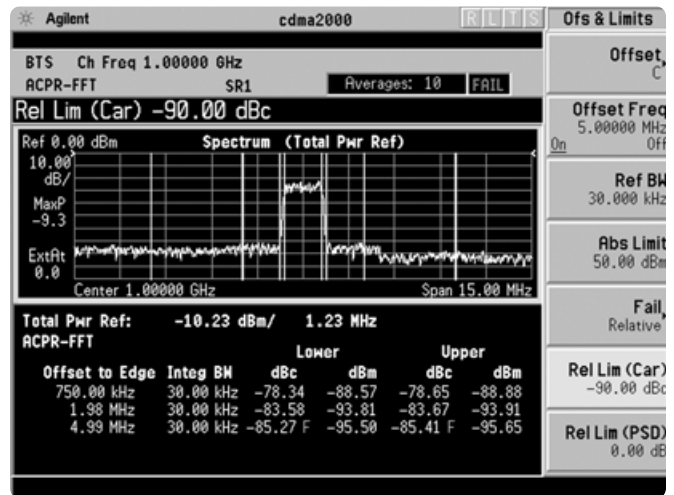 Agilent cdma2000 R L T S
BTS Ch Freq 1.00000 GHz
ACPR-FFT SR1 Averages: 10 FAIL
Rel Lim (Car) -90.00 dBc
Ref 0.00 dBm Spectrum (Total Pwr Ref)
10.00
dB/
MaxP
-9.3
ExtAt
0.0
Center 1.00000 GHz Span 15.00 MHz
Total Pwr Ref: -10.23 dBm/ 1.23 MHz
ACPR-FFT
Lower Upper
Offset to Edge Integ BW dBc dBm dBc dBm
750.00 kHz 30.00 kHz -78.34 -88.57 -78.65 -88.88
1.98 MHz 30.00 kHz -83.58 -93.81 -83.67 -93.91
4.99 MHz 30.00 kHz -85.27 F -95.50 -85.41 F -95.65
Ofs & Limits
Offset
C
Offset Freq
5.00000 MHz
On Off
Ref BW
30.000 kHz
Abs Limit
50.00 dBm
Fail
Relative
Rel Lim (Car)
-90.00 dBc
Rel Lim (PSD)
0.00 dB